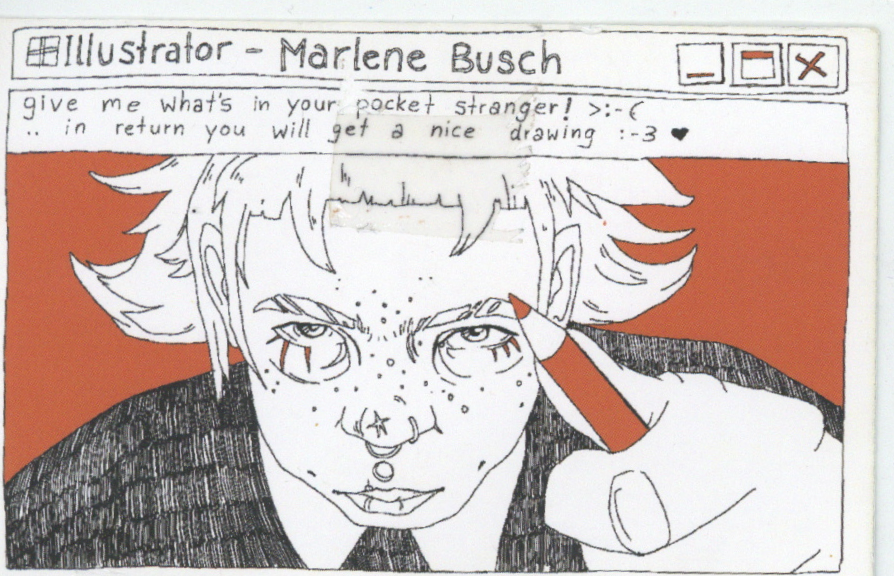 Illustrator - Marlene Busch
give me what's in your pocket stranger! >:-(
.. in return you will get a nice drawing :-3 ♥